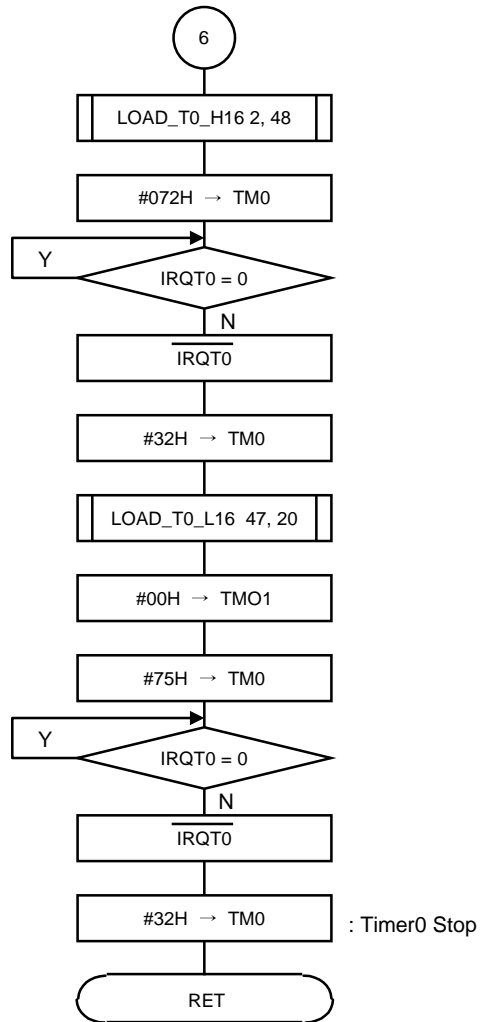 6
LOAD_T0_H16 2, 48
#072H → TM0
Y
IRQT0 = 0
N
IRQT0
#32H → TM0
LOAD_T0_L16 47, 20
#00H → TMO1
#75H → TM0
Y
IRQT0 = 0
N
IRQT0
#32H → TM0 : Timer0 Stop
RET